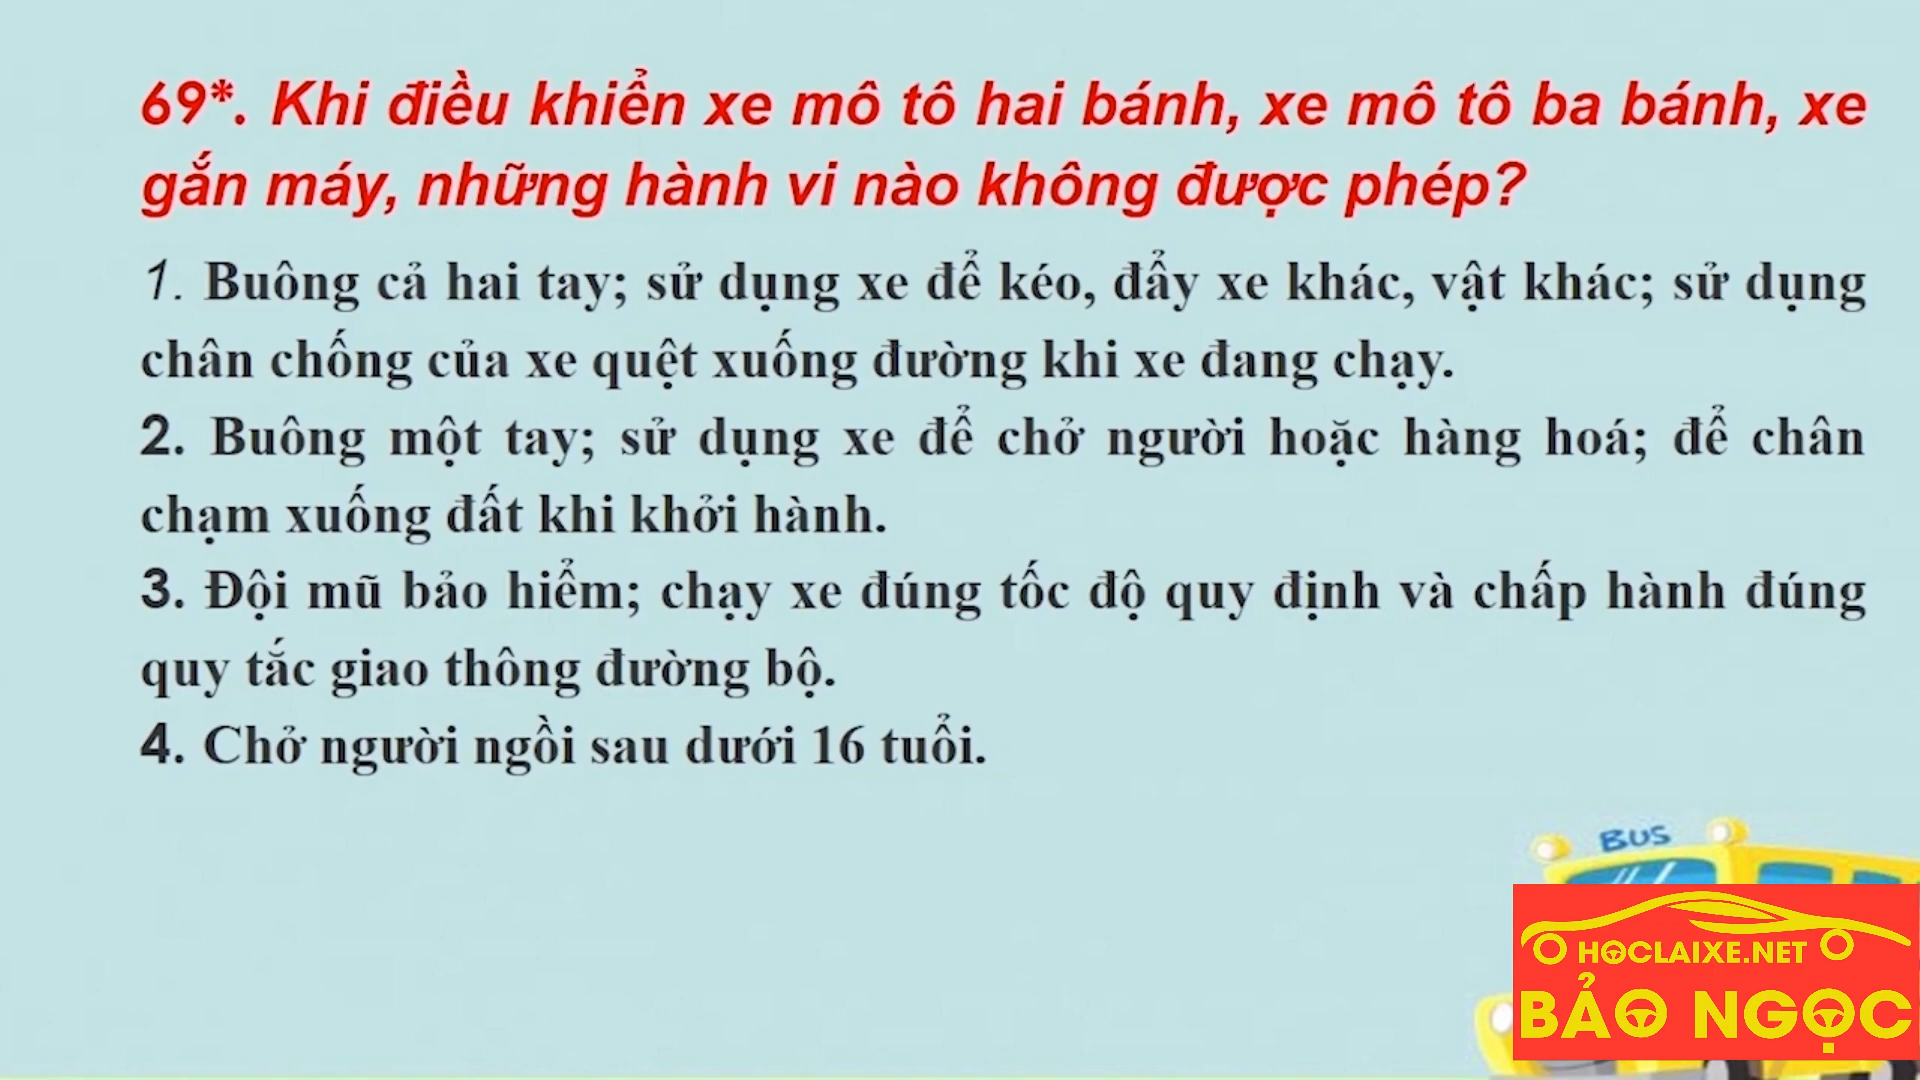 69*. Khi điều khiển xe mô tô hai bánh, xe mô tô ba bánh, xe
gắn máy, những hành vi nào không được phép?
1. Buông cả hai tay; sử dụng xe để kéo, đẩy xe khác, vật khác; sử dụng
chân chống của xe quệt xuống đường khi xe đang chạy.
2. Buông một tay; sử dụng xe để chở người hoặc hàng hoá; để chân
chạm xuống đất khi khởi hành.
3. Đội mũ bảo hiểm; chạy xe đúng tốc độ quy định và chấp hành đúng
quy tắc giao thông đường bộ.
4. Chở người ngồi sau dưới 16 tuổi.
BUS
HOCLAIXE.NET
BẢO NGỌC